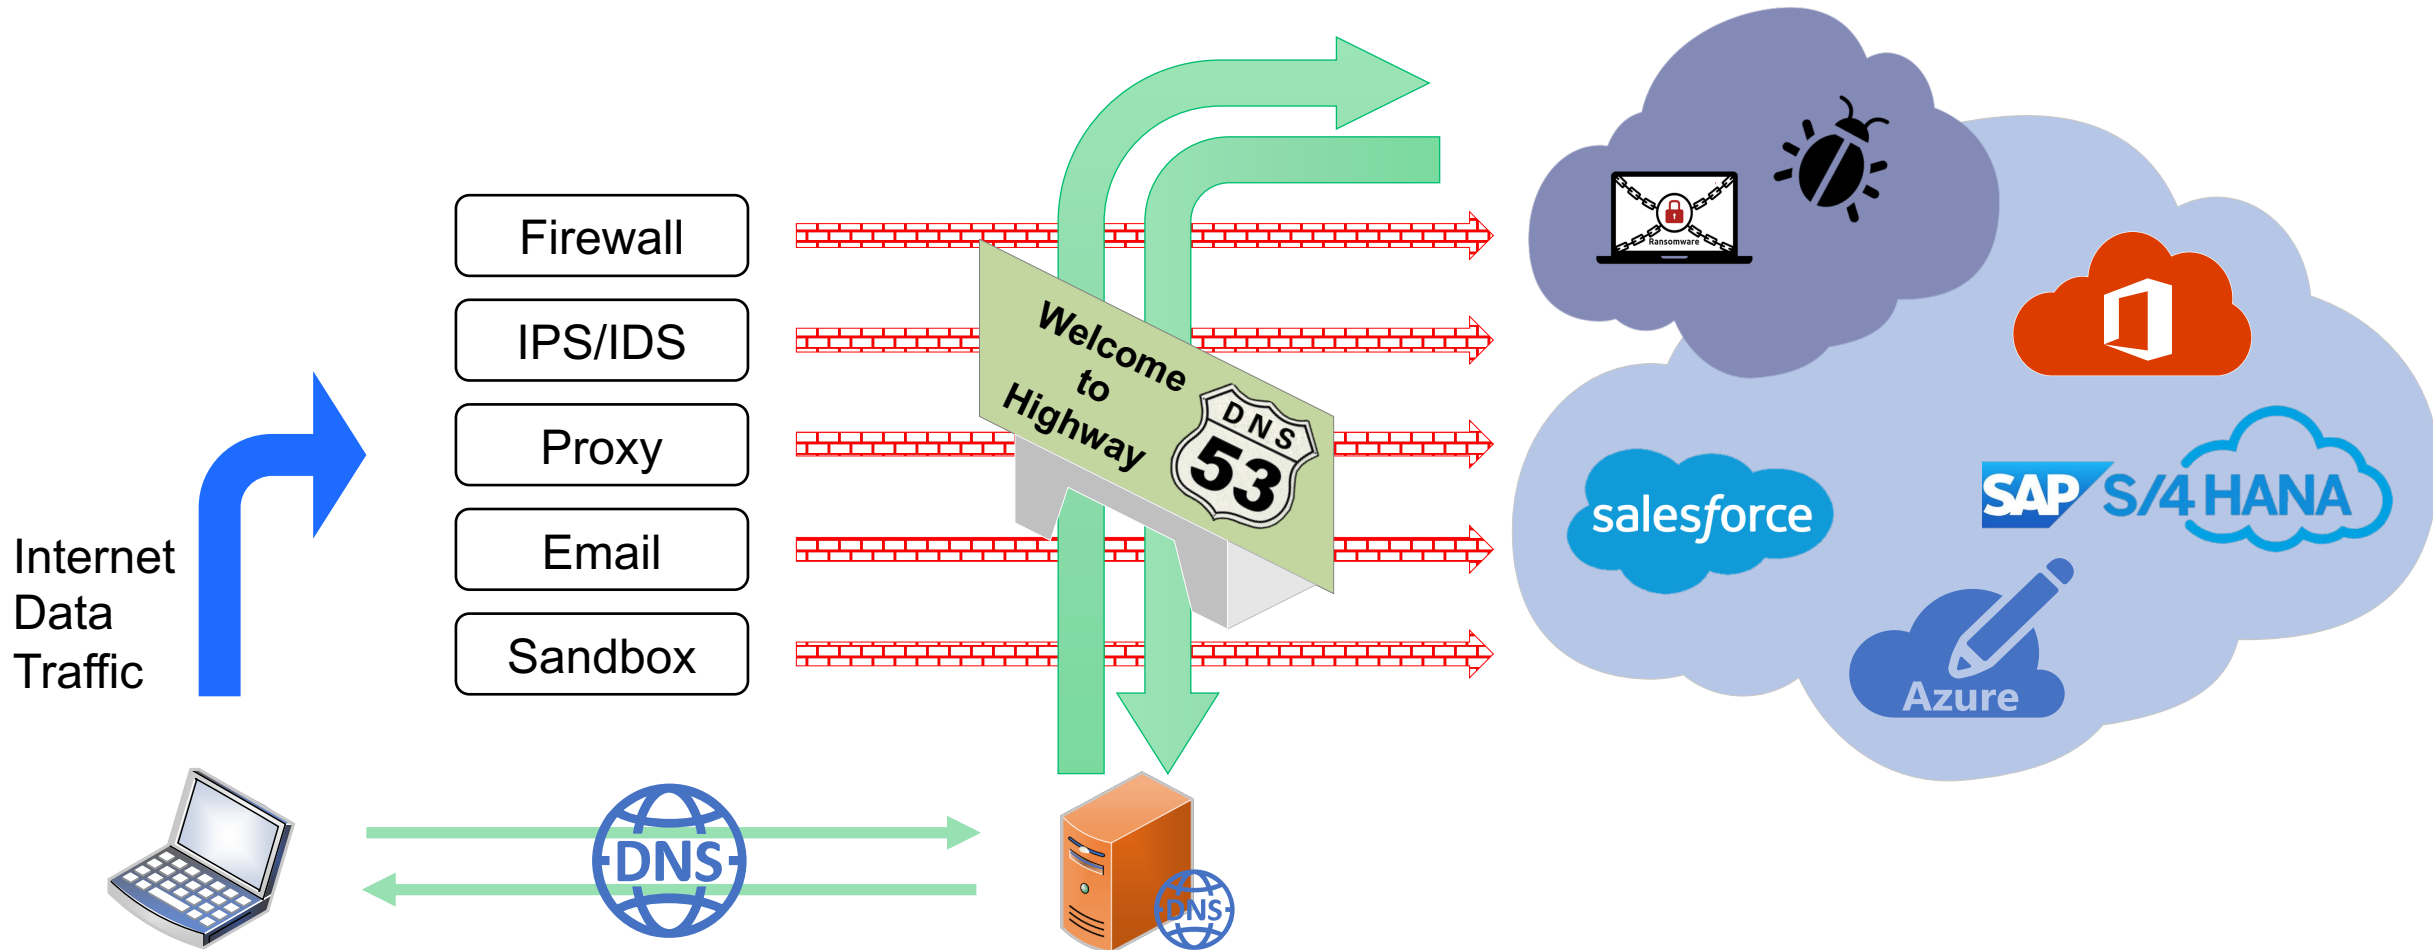 Firewall
IPS/IDS
Proxy
Email
Sandbox
Internet
Data
Traffic
Welcome
to
Highway
DNS
53
Ransomware
salesforce
SAP S/4HANA
Azure
DNS
DNS